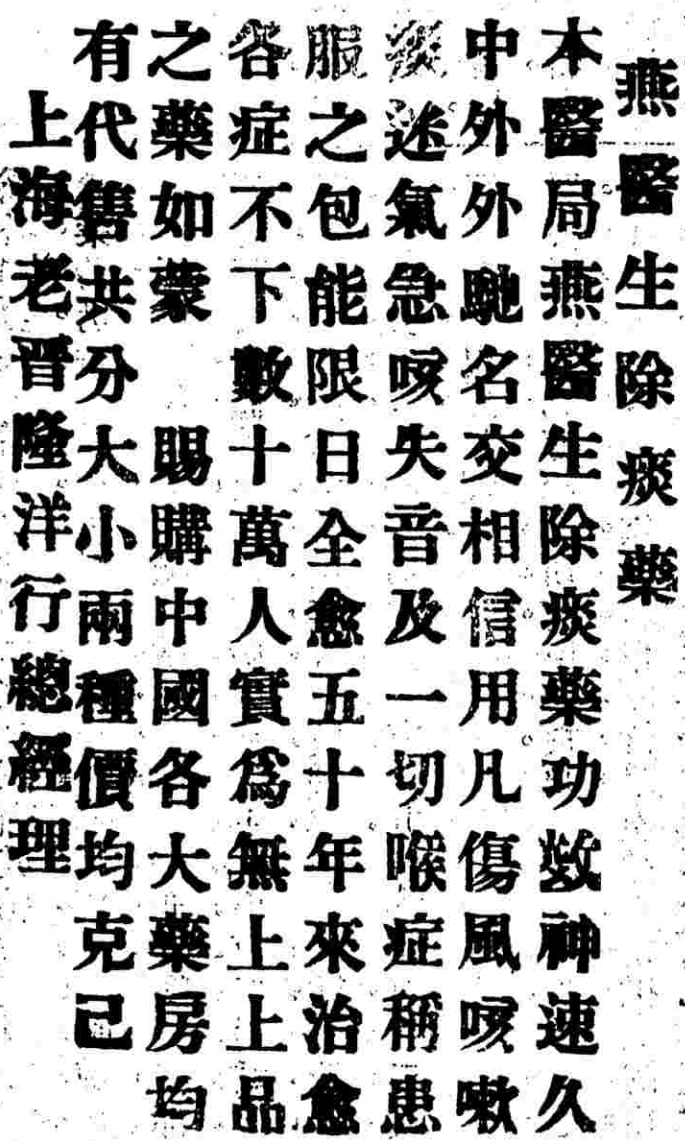 燕醫生除痰藥
本醫局燕醫生除痰藥功效神速久
中外外馳名交相信用凡傷風咳嗽
痰迷氣急咳失音及一切喉症稱患
服之包能限日全愈五十年來治愈
各症不下數十萬人實爲無上上品
之藥如蒙 賜購中國各大藥房均
有代售共分大小兩種價均克己
上海老晋隆洋行總經理